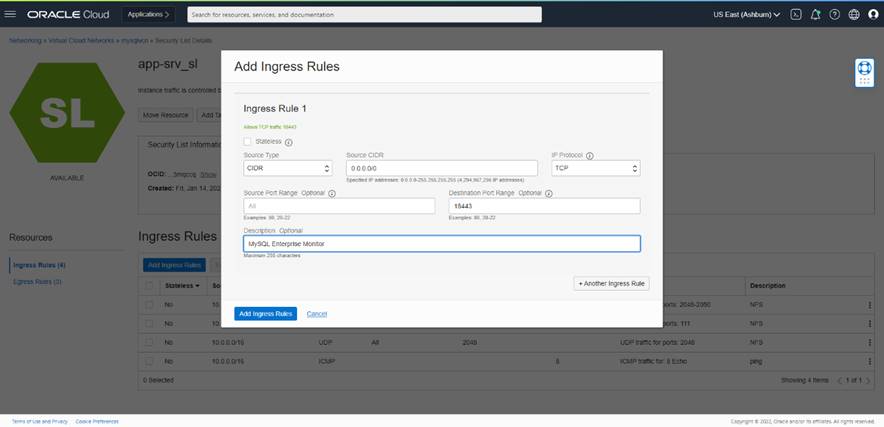 ORACLE Cloud
Applications >
Search for resources, services, and documentation
US East (Ashburn)
Networking » Virtual Cloud Networks » mysqlvcn » Security List Details
SL
AVAILABLE
app-srv_sl
Instance traffic is controlled b
Move Resource
Add Ta
Security List Informatio
OCID:
Show
Created: Fri, Jan 14, 202
Add Ingress Rules
Ingress Rule 1
Allows TCP traffic 18443
Stateless
Source Type
Source CIDR
IP Protocol
CIDR
0.0.0.0/0
TCP
Specified IP addresses: 0.0.0.0-255.255.255.255 (4,294,967,296 IP addresses)
Source Port Range Optional
Destination Port Range Optional
All
18443
Examples: 80, 20-22
Examples: 80, 20-22
Description Optional
MySQL Enterprise Monitor
Maximum 255 characters
+ Another Ingress Rule
Add Ingress Rules
Cancel
Resources
Ingress Rules (4)
Egress Rules (3)
Ingress Rules
Add Ingress Rules
Stateless
So
Description
No
10.
ports: 2048-2050
NFS
No
10.
ports: 111
NFS
No
10.0.0.0/16
UDP
All
2048
UDP traffic for ports: 2048
NFS
No
10.0.0.0/16
ICMP
8
ICMP traffic for: 8 Echo
ping
0 Selected
Showing 4 Items
1 of 1
Terms of Use and Privacy
Cookie Preferences
Copyright © 2022, Oracle and/or its affiliates. All rights reserved.